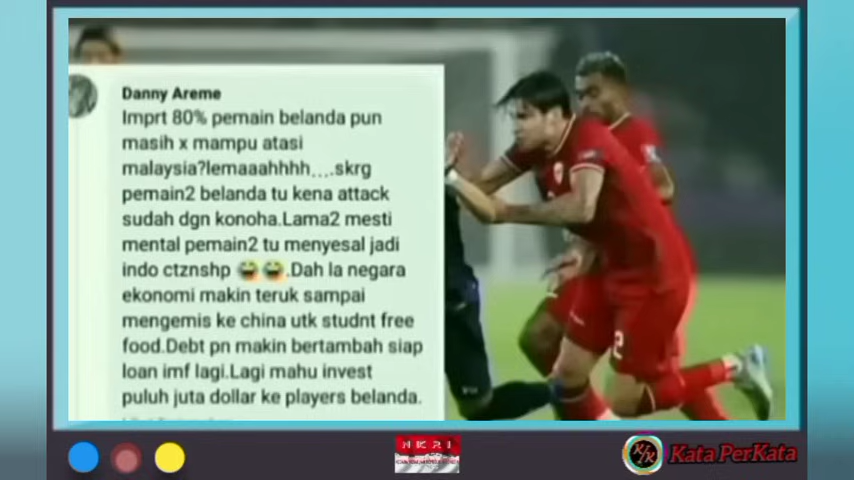 Danny Areme
Imprt 80% pemain belanda pun
masih x mampu atasi
malaysia?lemaaahhhh....skrg
pemain2 belanda tu kena attack
sudah dgn konoha.Lama2 mesti
mental pemain2 tu menyesal jadi
indo ctznshp 😂😂.Dah la negara
ekonomi makin teruk sampai
mengemis ke china utk studnt free
food.Debt pn makin bertambah siap
loan imf lagi.Lagi mahu invest
puluh juta dollar ke players belanda.
2
NKRI
K/K
Kata PerKata